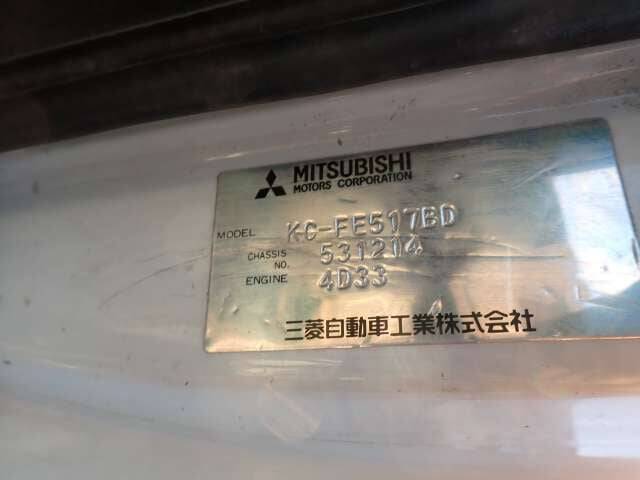 MITSUBISHI
MOTORS CORPORATION
MODEL KC-FE517BD
CHASSIS NO. 531214
ENGINE 4D33
三菱自動車工業株式会社